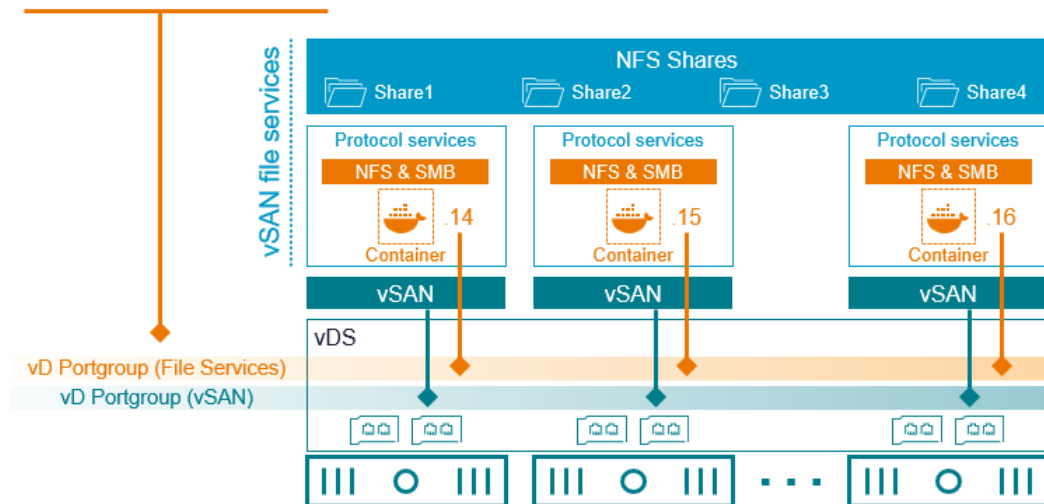 vSAN file services
NFS Shares
Share1
Share2
Share3
Share4
Protocol services
NFS & SMB
.14
Container
Protocol services
NFS & SMB
.15
Container
Protocol services
NFS & SMB
.16
Container
vSAN
vSAN
vSAN
vDS
vD Portgroup (File Services)
vD Portgroup (vSAN)